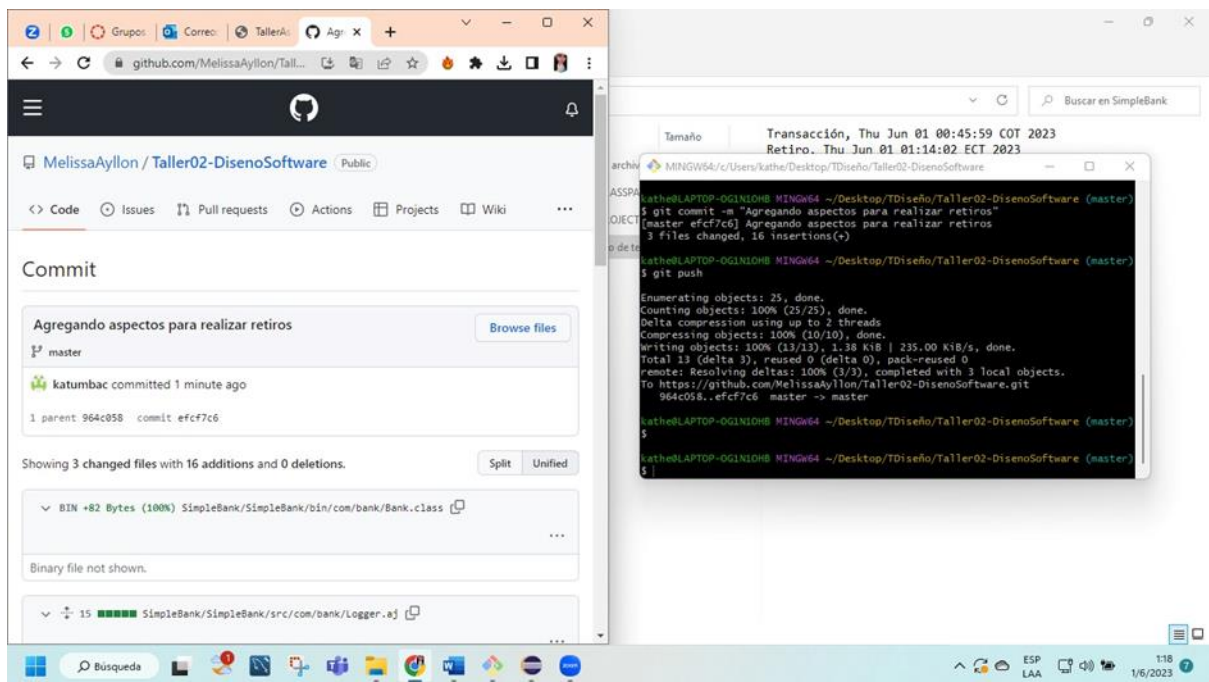 Grupos
Correo:
TallerAs
Agr
github.com/MelissaAyllon/Tall...
MelissaAyllon / Taller02-DisenoSoftware Public
<> Code Issues Pull requests Actions Projects Wiki ...
Commit
Agregando aspectos para realizar retiros
Browse files
master
katumbac committed 1 minute ago
1 parent 964c058 commit efcf7c6
Showing 3 changed files with 16 additions and 0 deletions.
Split Unified
BIN +82 Bytes (100%) SimpleBank/SimpleBank/bin/com/bank/Bank.class
...
Binary file not shown.
15 SimpleBank/SimpleBank/src/com/bank/Logger.aj
...
Buscar en SimpleBank
Tamaño
Transacción, Thu Jun 01 00:45:59 COT 2023
Retiro, Thu Jun 01 01:14:02 ECT 2023
archiv
ASSPA
OJECT
o de te
MINGW64:/c/Users/kathe/Desktop/TDiseño/Taller02-DisenoSoftware
kathe@LAPTOP-OG1N1OHB MINGW64 ~/Desktop/TDiseño/Taller02-DisenoSoftware (master)
$ git commit -m "Agregando aspectos para realizar retiros"
[master efcf7c6] Agregando aspectos para realizar retiros
3 files changed, 16 insertions(+)
kathe@LAPTOP-OG1N1OHB MINGW64 ~/Desktop/TDiseño/Taller02-DisenoSoftware (master)
$ git push
Enumerating objects: 25, done.
Counting objects: 100% (25/25), done.
Delta compression using up to 2 threads
Compressing objects: 100% (10/10), done.
Writing objects: 100% (13/13), 1.38 KiB | 235.00 KiB/s, done.
Total 13 (delta 3), reused 0 (delta 0), pack-reused 0
remote: Resolving deltas: 100% (3/3), completed with 3 local objects.
To https://github.com/MelissaAyllon/Taller02-DisenoSoftware.git
964c058..efcf7c6 master -> master
kathe@LAPTOP-OG1N1OHB MINGW64 ~/Desktop/TDiseño/Taller02-DisenoSoftware (master)
$
kathe@LAPTOP-OG1N1OHB MINGW64 ~/Desktop/TDiseño/Taller02-DisenoSoftware (master)
$
Búsqueda
1
zoom
ESP
LAA
1:18
1/6/2023
2